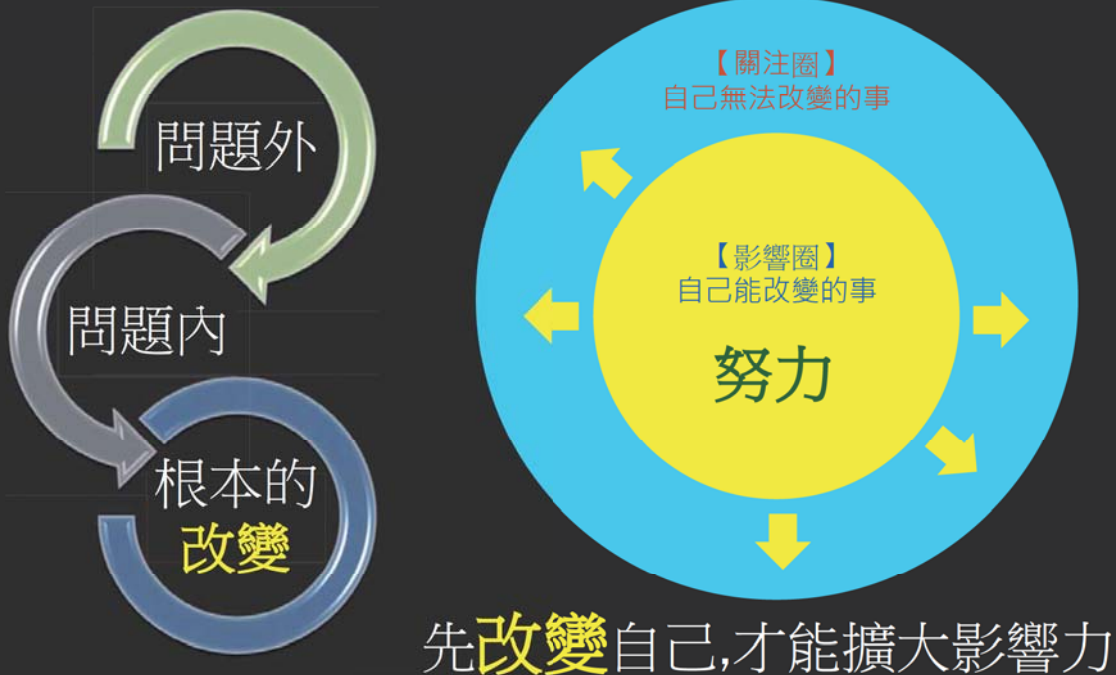 問題外
問題內
根本的
改變
【關注圈】
自己無法改變的事
【影響圈】
自己能改變的事
努力
先改變自己,才能擴大影響力